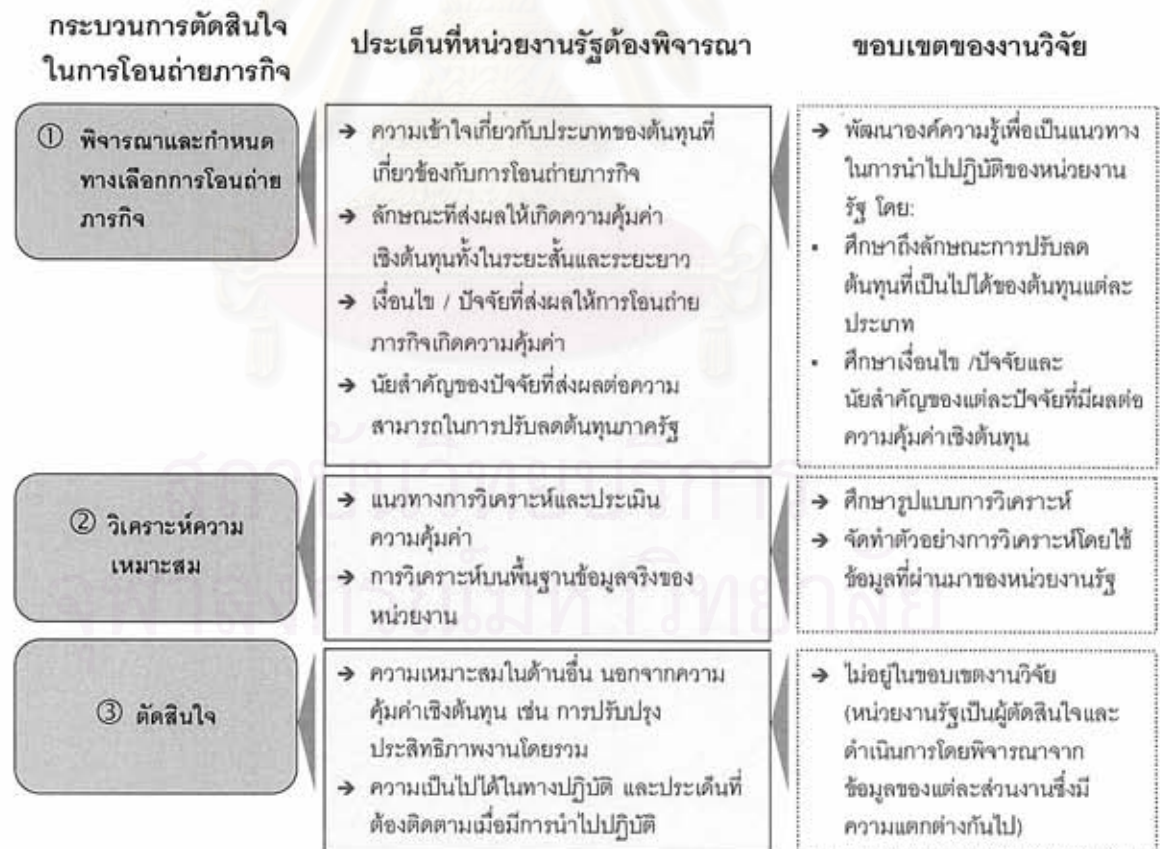 กระบวนการตัดสินใจ
ในการโอนถ่ายภารกิจ
ประเด็นที่หน่วยงานรัฐต้องพิจารณา
ขอบเขตของงานวิจัย
① พิจารณาและกำหนด
ทางเลือกการโอนถ่าย
ภารกิจ
→ ความเข้าใจเกี่ยวกับประเภทของต้นทุนที่
เกี่ยวข้องกับการโอนถ่ายภารกิจ
→ ลักษณะที่ส่งผลให้เกิดความคุ้มค่า
เชิงต้นทุนทั้งในระยะสั้นและระยะยาว
→ เงื่อนไข / ปัจจัยที่ส่งผลให้การโอนถ่าย
ภารกิจเกิดความคุ้มค่า
→ นัยสำคัญของปัจจัยที่ส่งผลต่อความ
สามารถในการปรับลดต้นทุนภาครัฐ
→ พัฒนาองค์ความรู้เพื่อเป็นแนวทาง
ในการนำไปปฏิบัติของหน่วยงาน
รัฐ โดย:
▪ ศึกษาถึงลักษณะการปรับลด
ต้นทุนที่เป็นไปได้ของต้นทุนแต่ละ
ประเภท
▪ ศึกษาเงื่อนไข /ปัจจัยและ
นัยสำคัญของแต่ละปัจจัยที่มีผลต่อ
ความคุ้มค่าเชิงต้นทุน
② วิเคราะห์ความ
เหมาะสม
→ แนวทางการวิเคราะห์และประเมิน
ความคุ้มค่า
→ การวิเคราะห์บนพื้นฐานข้อมูลจริงของ
หน่วยงาน
→ ศึกษารูปแบบการวิเคราะห์
→ จัดทำตัวอย่างการวิเคราะห์โดยใช้
ข้อมูลที่ผ่านมาของหน่วยงานรัฐ
③ ตัดสินใจ
→ ความเหมาะสมในด้านอื่น นอกจากความ
คุ้มค่าเชิงต้นทุน เช่น การปรับปรุง
ประสิทธิภาพงานโดยรวม
→ ความเป็นไปได้ในทางปฏิบัติ และประเด็นที่
ต้องติดตามเมื่อมีการนำไปปฏิบัติ
→ ไม่อยู่ในขอบเขตงานวิจัย
(หน่วยงานรัฐเป็นผู้ตัดสินใจและ
ดำเนินการโดยพิจารณาจาก
ข้อมูลของแต่ละส่วนงานซึ่งมี
ความแตกต่างกันไป)
สถาบันวิทยบริการ
จุฬาลงกรณ์มหาวิทยาลัย